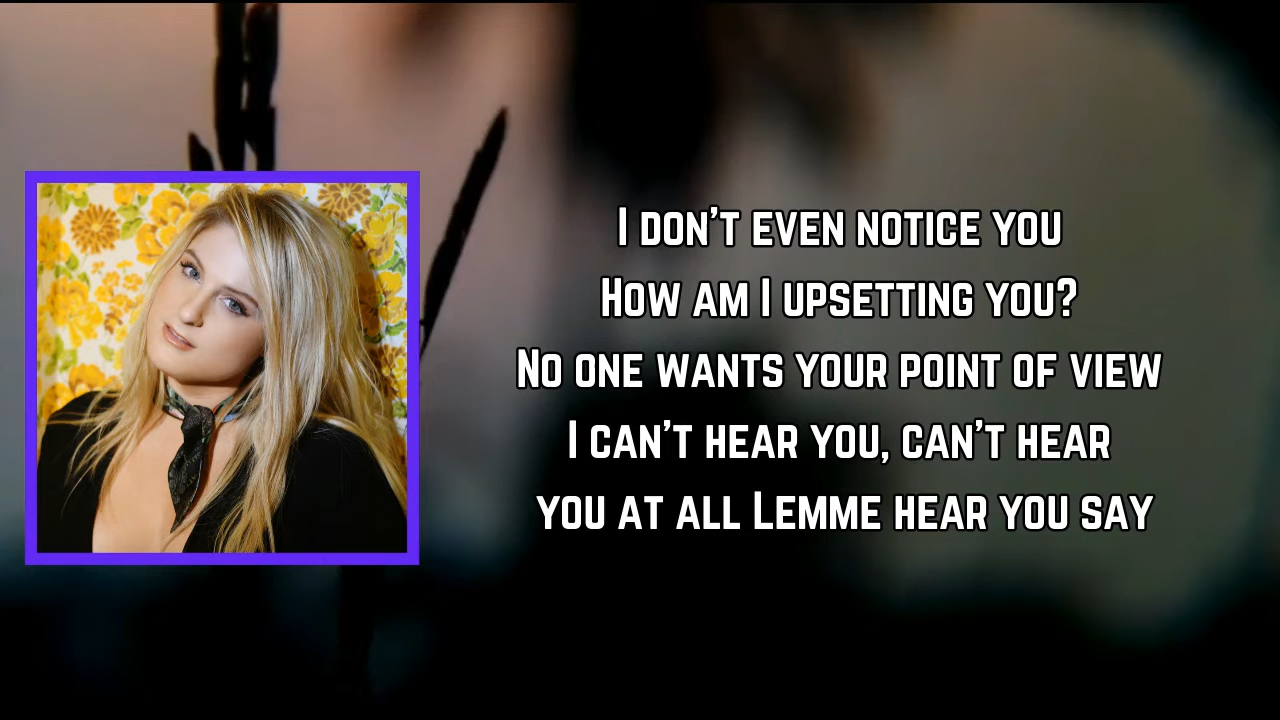 I don't even notice you
How am I upsetting you?
No one wants your point of view
I can't hear you, can't hear
you at all Lemme hear you say